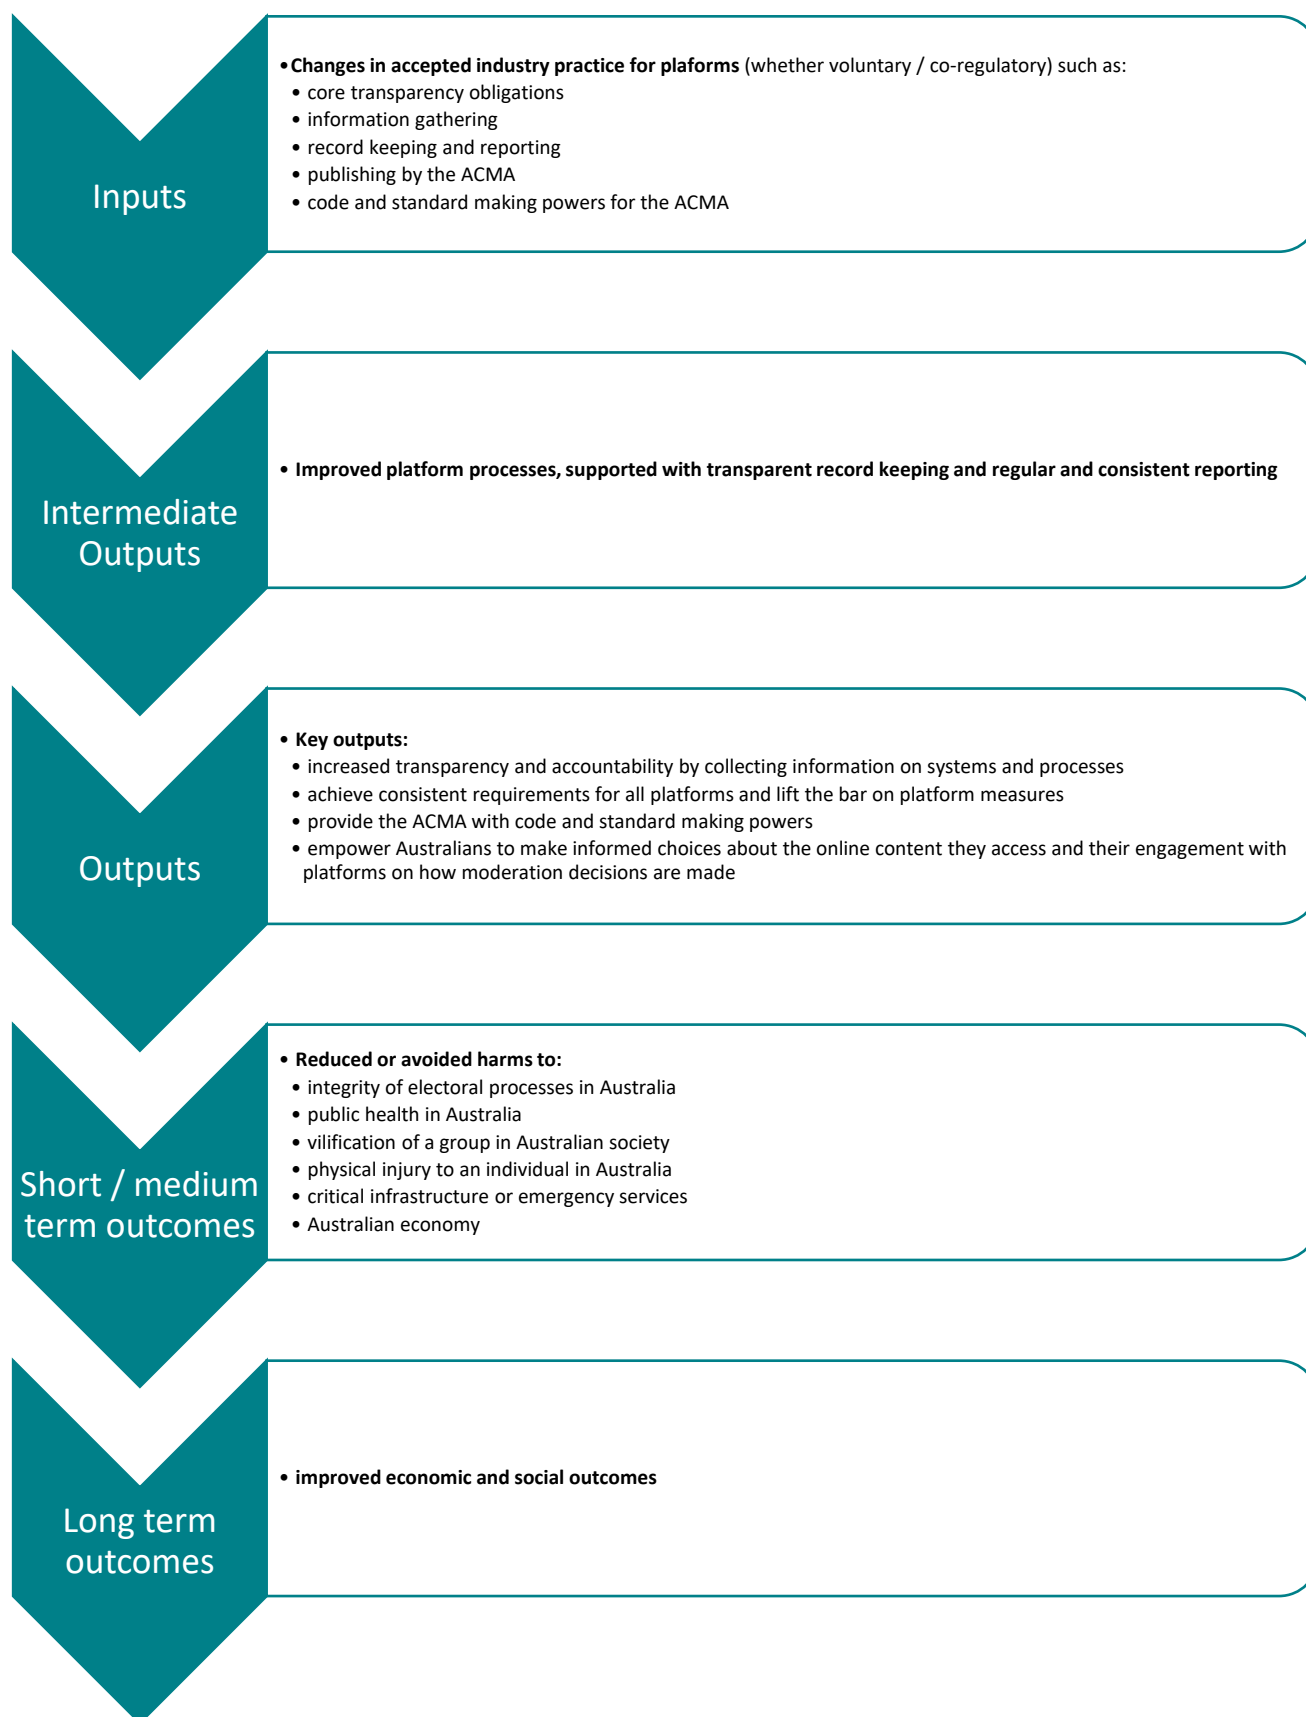 Inputs
•Changes in accepted industry practice for plaforms (whether voluntary / co-regulatory) such as:
• core transparency obligations
• information gathering
• record keeping and reporting
• publishing by the ACMA
• code and standard making powers for the ACMA
Intermediate
Outputs
• Improved platform processes, supported with transparent record keeping and regular and consistent reporting
Outputs
• Key outputs:
• increased transparency and accountability by collecting information on systems and processes
• achieve consistent requirements for all platforms and lift the bar on platform measures
• provide the ACMA with code and standard making powers
• empower Australians to make informed choices about the online content they access and their engagement with
platforms on how moderation decisions are made
Short / medium
term outcomes
• Reduced or avoided harms to:
• integrity of electoral processes in Australia
• public health in Australia
• vilification of a group in Australian society
• physical injury to an individual in Australia
• critical infrastructure or emergency services
• Australian economy
Long term
outcomes
• improved economic and social outcomes